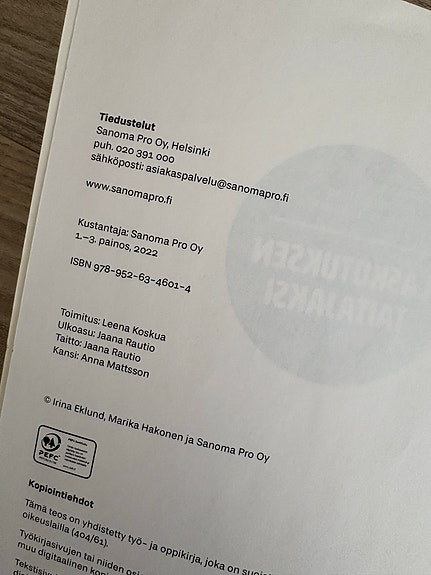 Tiedustelut
Sanoma Pro Oy, Helsinki
puh. 020 391 000
sähköposti: asiakaspalvelu@sanomapro.fi
www.sanomapro.fi
Kustantaja: Sanoma Pro Oy
1.–3. painos, 2022
ISBN 978-952-63-4601-4
Toimitus: Leena Koskua
Ulkoasu: Jaana Rautio
Taitto: Jaana Rautio
Kansi: Anna Mattsson
© Irina Eklund, Marika Hakonen ja Sanoma Pro Oy
PEFC
Kopiointiehdot
Tämä teos on yhdistetty työ- ja oppikirja, joka on
oikeuslailla (404/61).
Työkirjasivujen tai niiden
muu digitaalinen